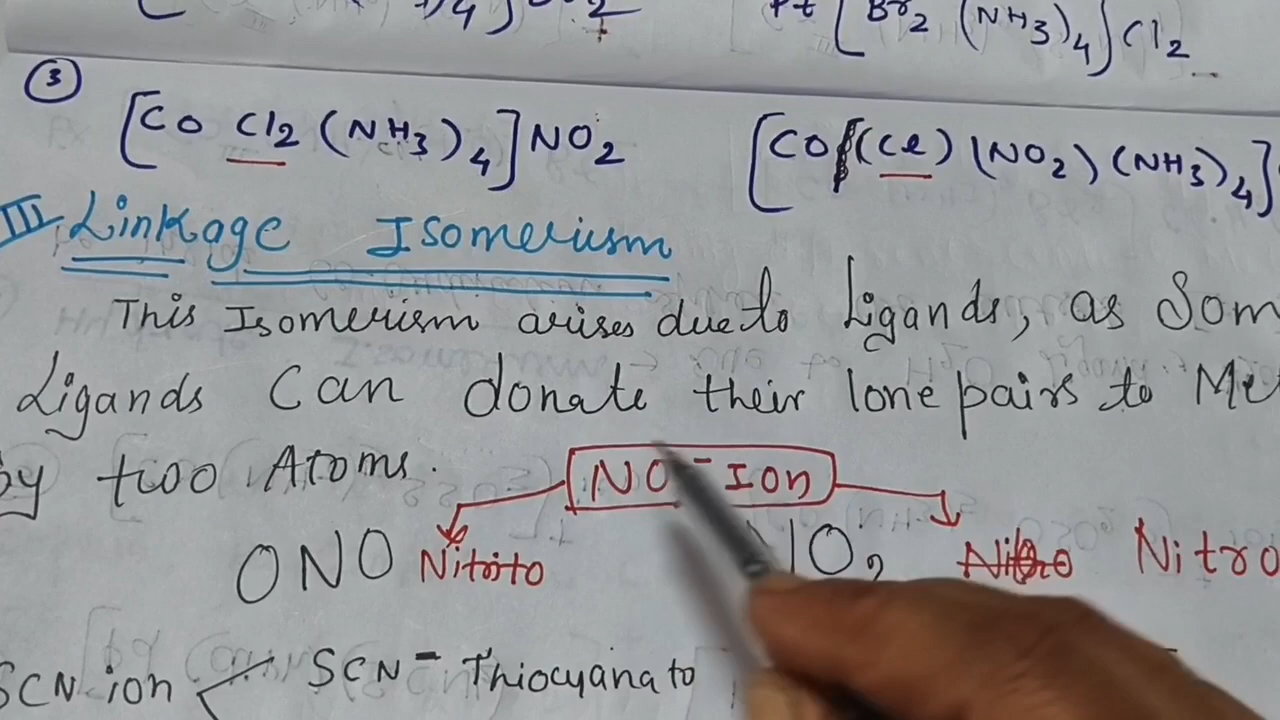 Pt [Br2 (NH3)4] Cl2
③
[Co Cl2 (NH3)4] NO2 [Co (Cl) (NO2) (NH3)4]
III Linkage Isomerism
This Isomerism arises due to Ligands, as Som
Ligands Can donate their lone pairs to Me
by two Atoms. NO - Ion
ONO Nitrito NO2 Nitro
SCN ion SCN- Thiocyanato